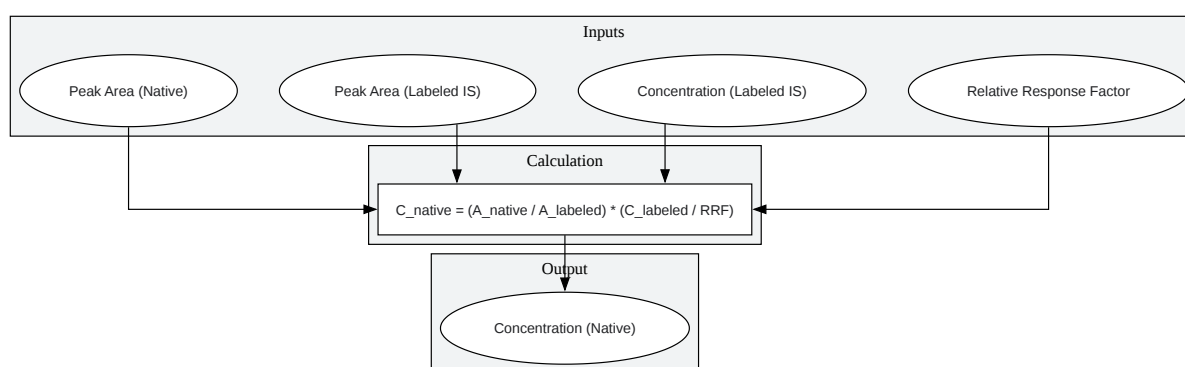 Inputs
Peak Area (Native)
Peak Area (Labeled IS)
Concentration (Labeled IS)
Relative Response Factor
Calculation
C_native = (A_native / A_labeled) * (C_labeled / RRF)
Output
Concentration (Native)